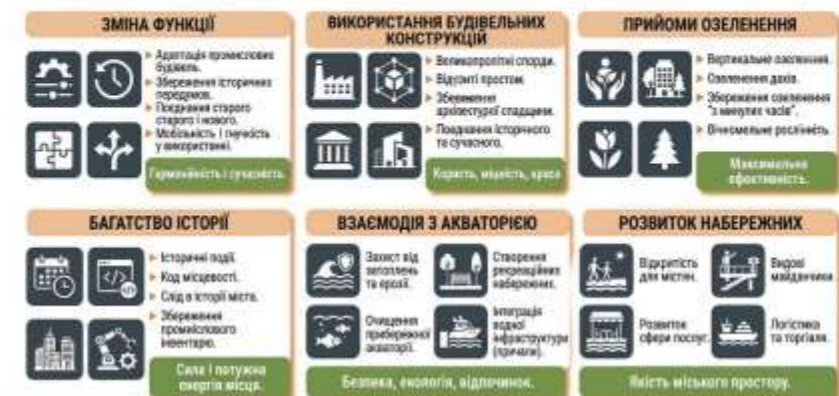 ЗМІНА ФУНКЦІЇ
Адаптація промислових
будівель.
Збереження історичних
передумов.
Поєднання старого
старого і нового.
Мобільність і гнучкість
у використанні.
Гармонійність і сучасність
ВИКОРИСТАННЯ БУДІВЕЛЬНИХ
КОНСТРУКЦІЙ
Великопролітні споруди.
Відкриті простори.
Збереження
архітектурної спадщини.
Поєднання історичного
та сучасного.
Користь, міцність, краса
ПРИЙОМИ ОЗЕЛЕНЕННЯ
Вертикальне озеленення.
Озеленення дахів.
Збереження озеленення
"з минулих часів".
рослинність.
Максимальна
ефективність.
БАГАТСТВО ІСТОРІЇ
Історичні події.
Код місцевості.
Слід в історії міста.
Збереження
промислового
інвентарю.
Сила і потужна
енергія місця.
ВЗАЄМОДІЯ З АКВАТОРІЄЮ
Захист від
затоплень
та ерозії.
Створення
рекреаційних
набережних.
Очищення
прибережної
акваторії.
Інтеграція
водної
інфраструктури
(причали).
Безпека, екологія, відпочинок.
РОЗВИТОК НАБЕРЕЖНИХ
Відкритість
для містян.
Видові
майданчики.
Розвиток
сфери послуг.
Логістика
та торгівля.
Якість міського простору.